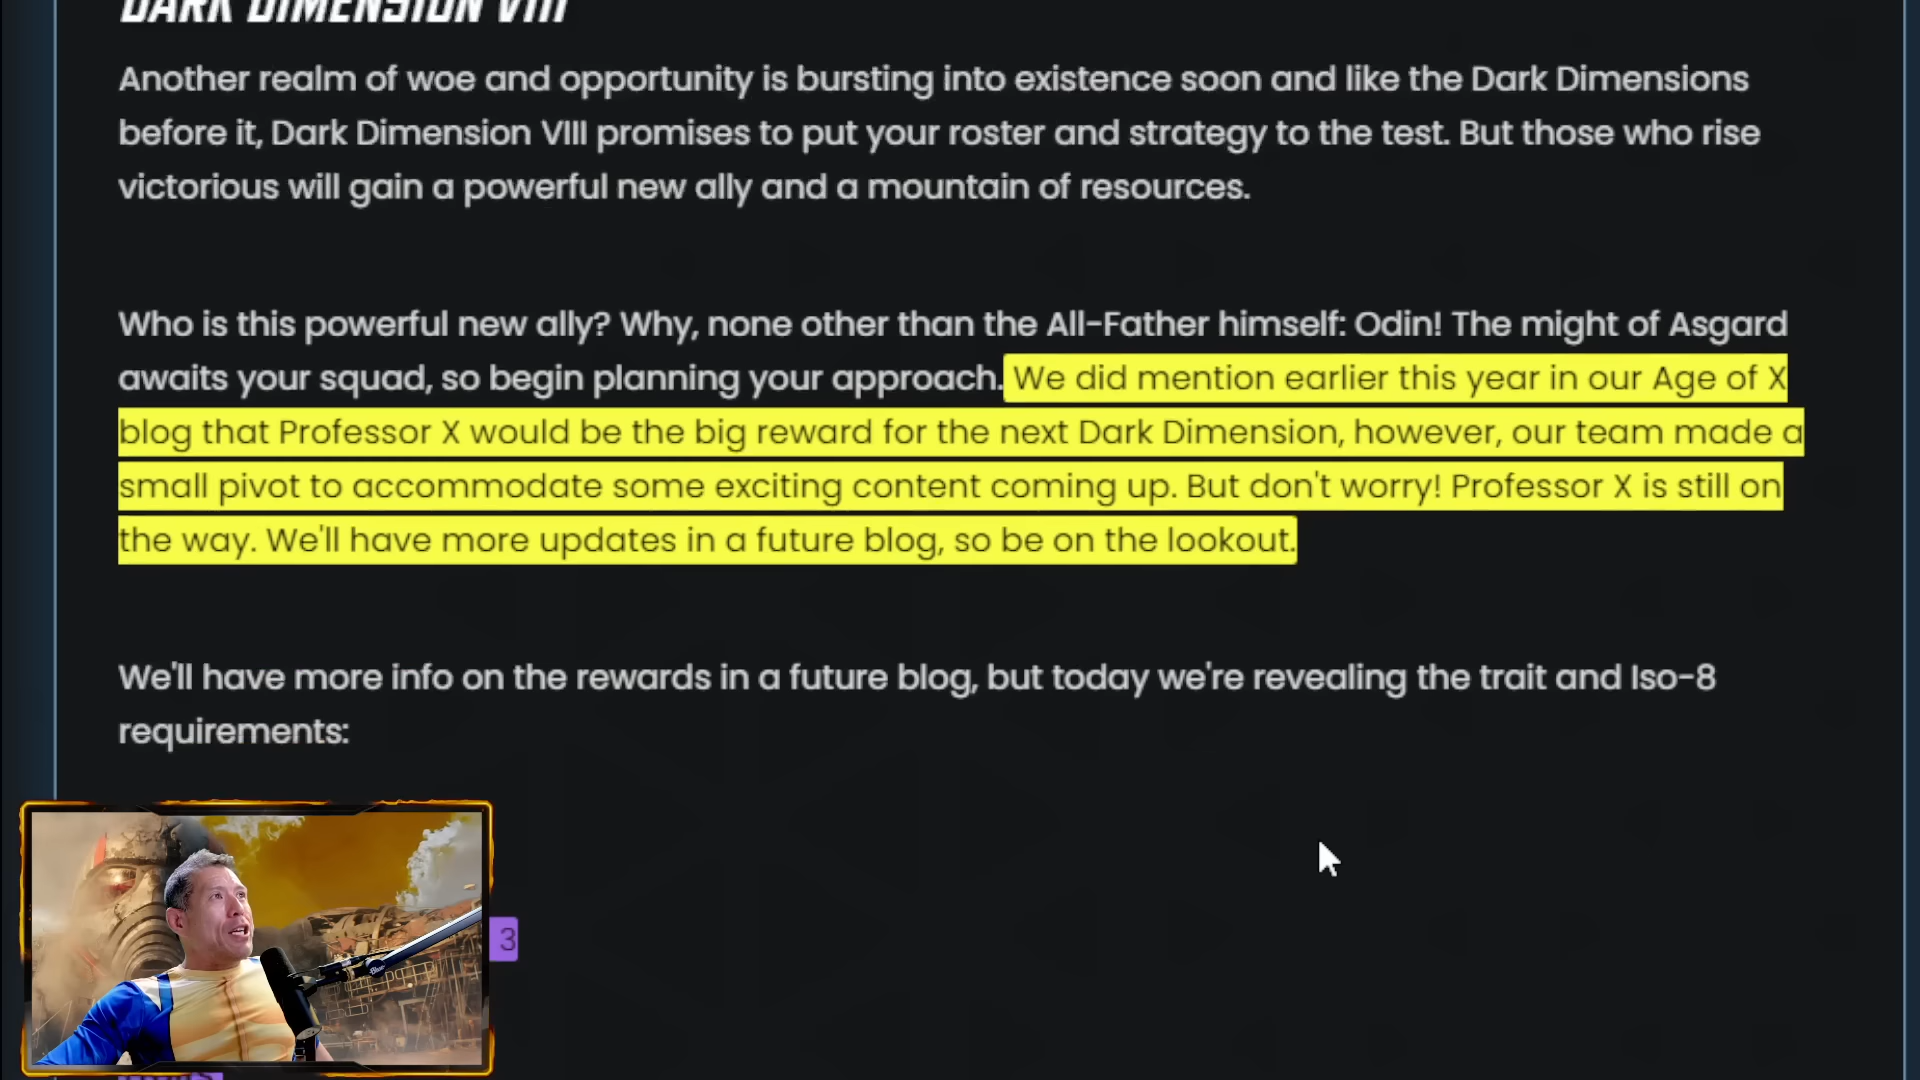 DARK DIMENSION VIII
Another realm of woe and opportunity is bursting into existence soon and like the Dark Dimensions
before it, Dark Dimension VIII promises to put your roster and strategy to the test. But those who rise
victorious will gain a powerful new ally and a mountain of resources.
Who is this powerful new ally? Why, none other than the All-Father himself: Odin! The might of Asgard
awaits your squad, so begin planning your approach. We did mention earlier this year in our Age of X
blog that Professor X would be the big reward for the next Dark Dimension, however, our team made a
small pivot to accommodate some exciting content coming up. But don't worry! Professor X is still on
the way. We'll have more updates in a future blog, so be on the lookout.
We'll have more info on the rewards in a future blog, but today we're revealing the trait and Iso-8
requirements:
3